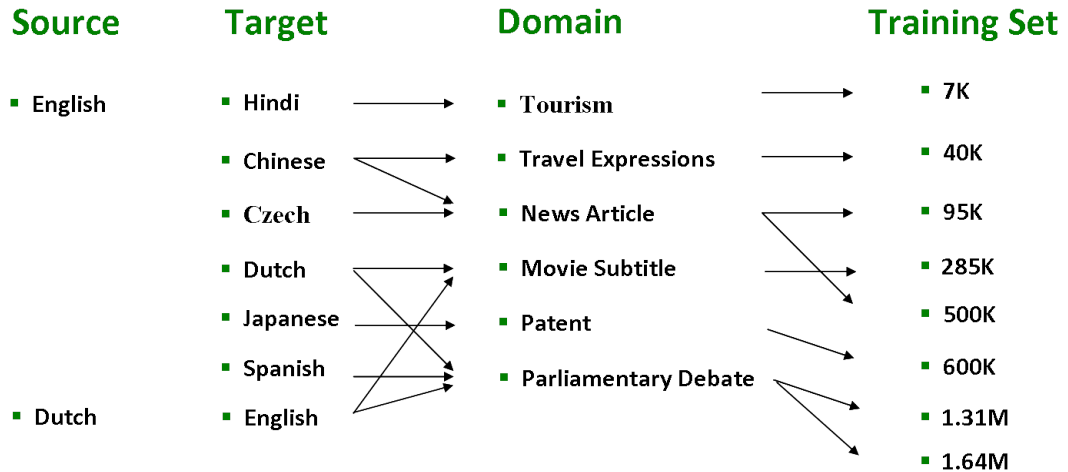 Source Target Domain Training Set
▪ English ▪ Hindi ▪ Tourism ▪ 7K
▪ Chinese ▪ Travel Expressions ▪ 40K
▪ Czech ▪ News Article ▪ 95K
▪ Dutch ▪ Movie Subtitle ▪ 285K
▪ Japanese ▪ Patent ▪ 500K
▪ Spanish ▪ Parliamentary Debate ▪ 600K
▪ Dutch ▪ English ▪ 1.31M
▪ 1.64M